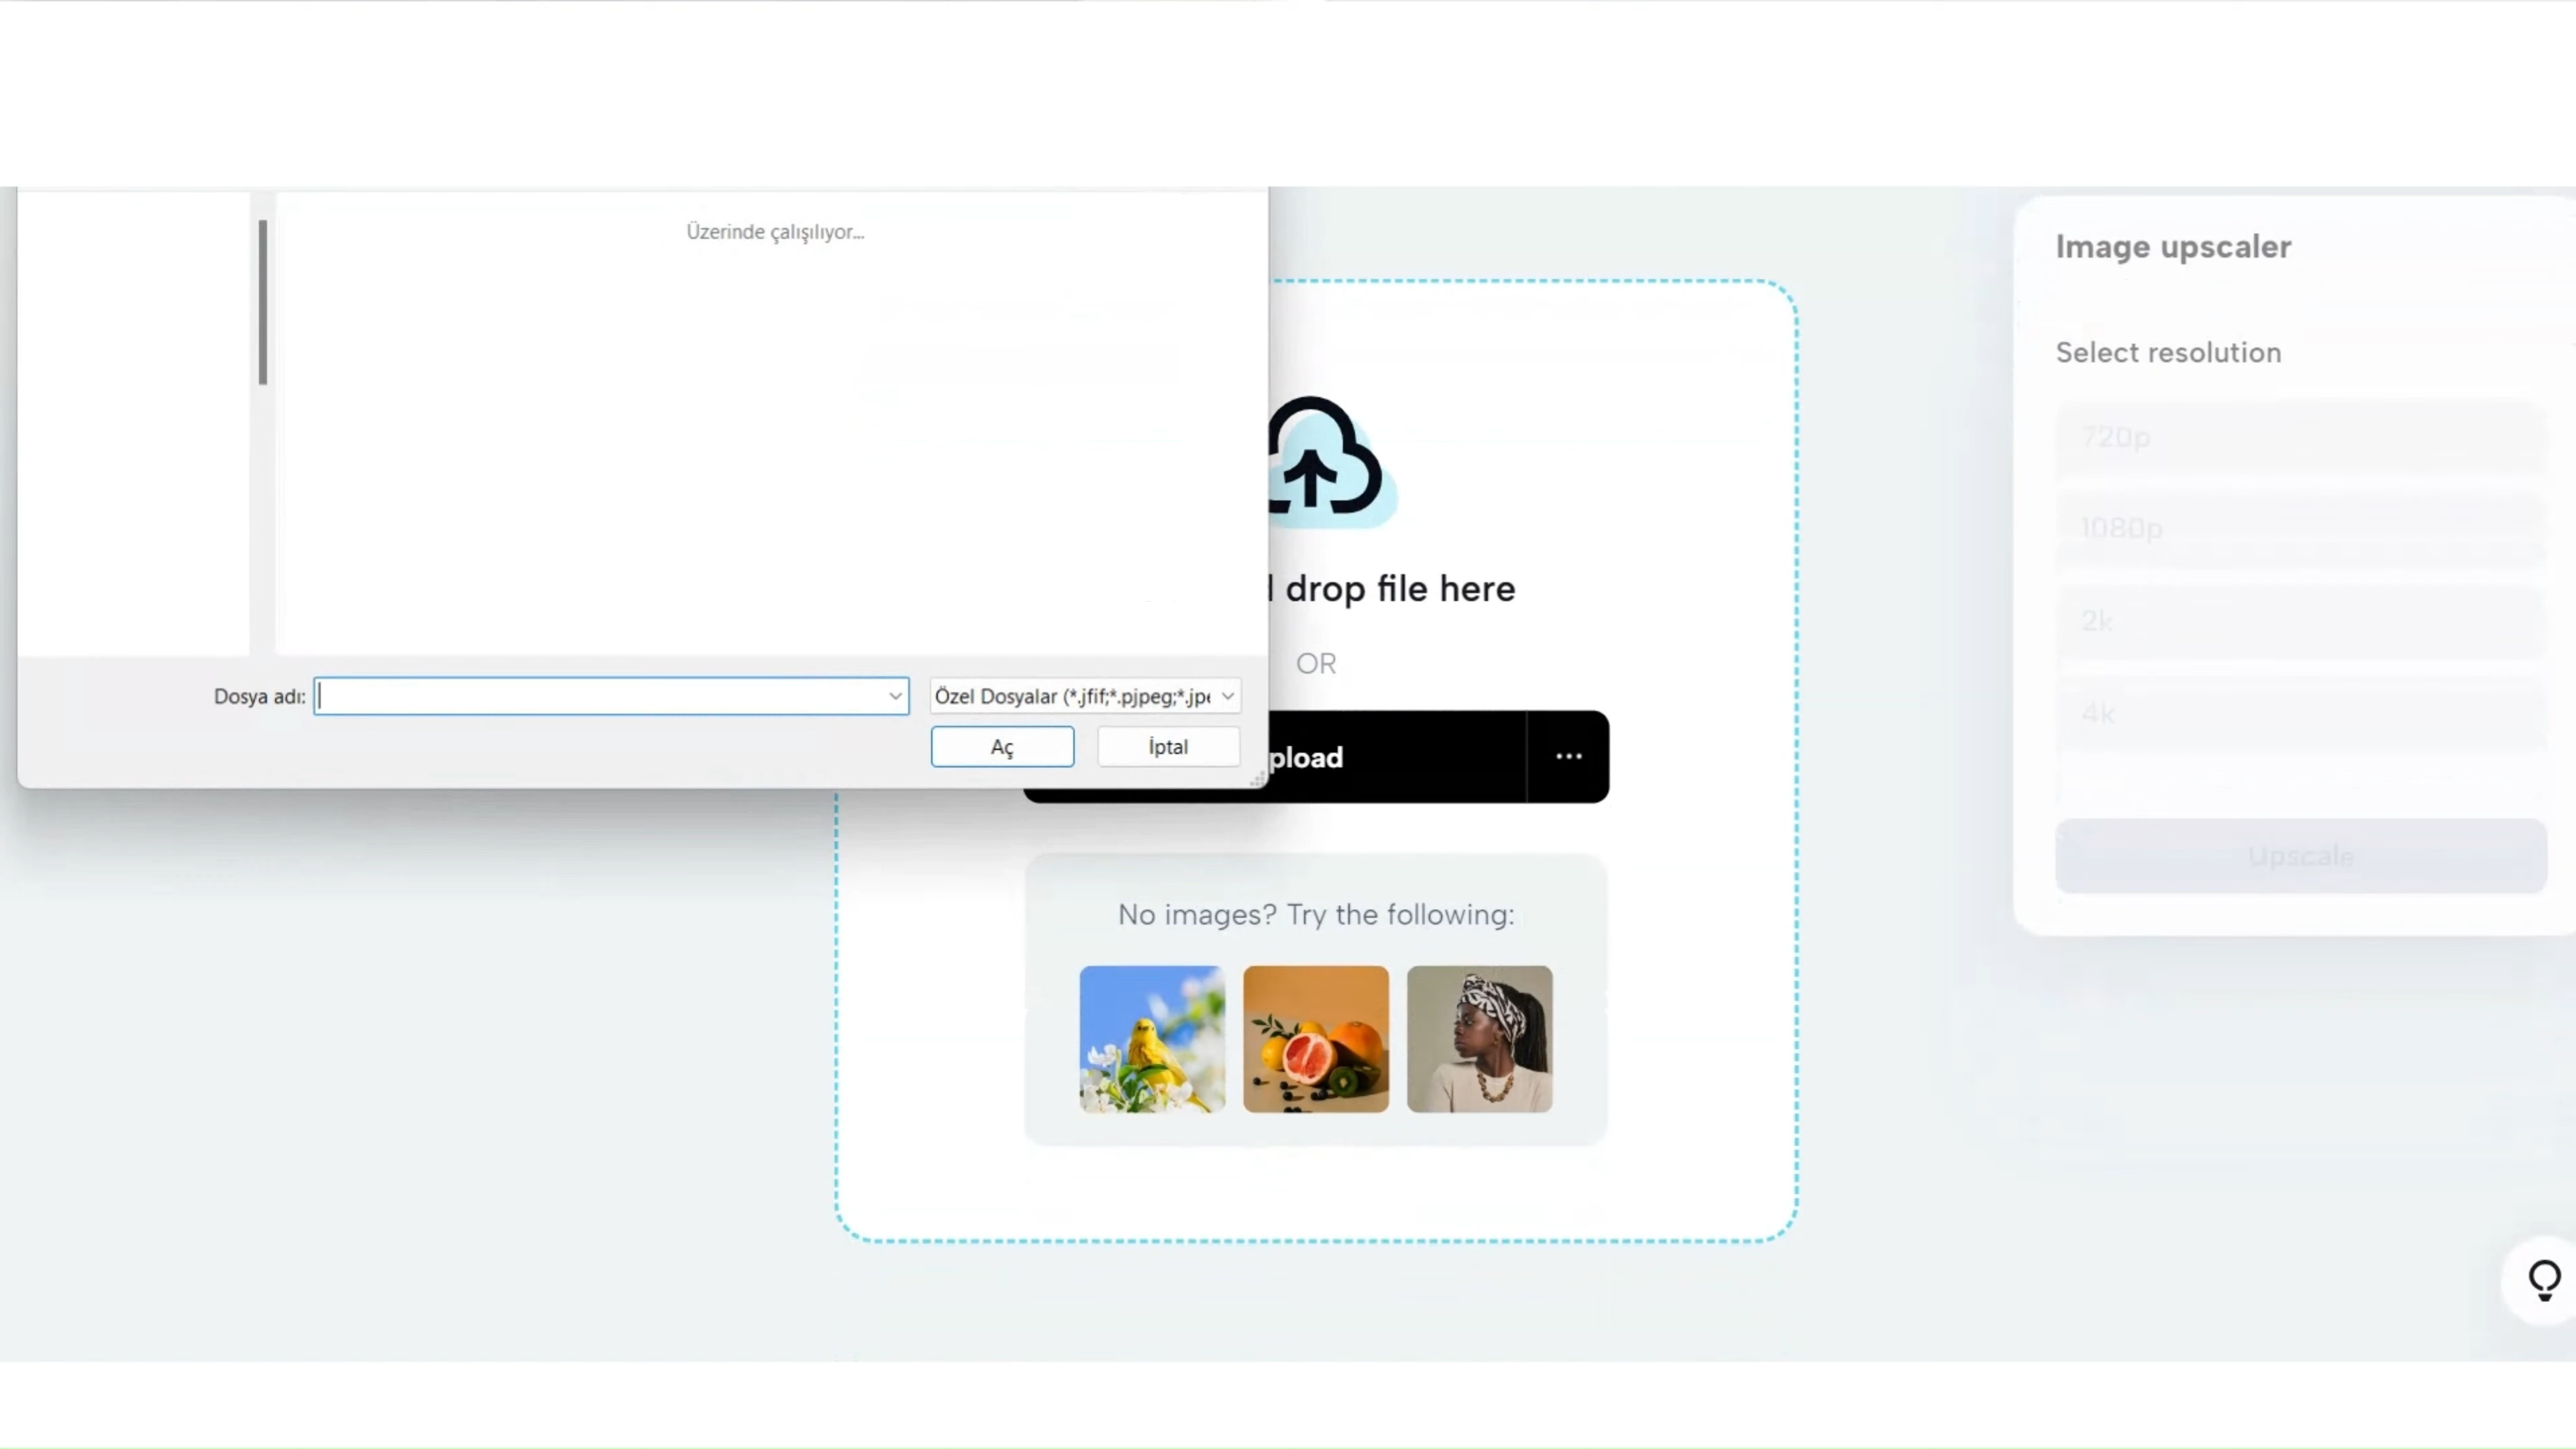 Üzerinde çalışılıyor...
Dosya adı:
Özel Dosyalar (*.jfif;*.pjpeg;*.jpe
Aç
İptal
drop file here
OR
pload
...
No images? Try the following:
Image upscaler
Select resolution
720p
1080p
2k
4k
Upscale